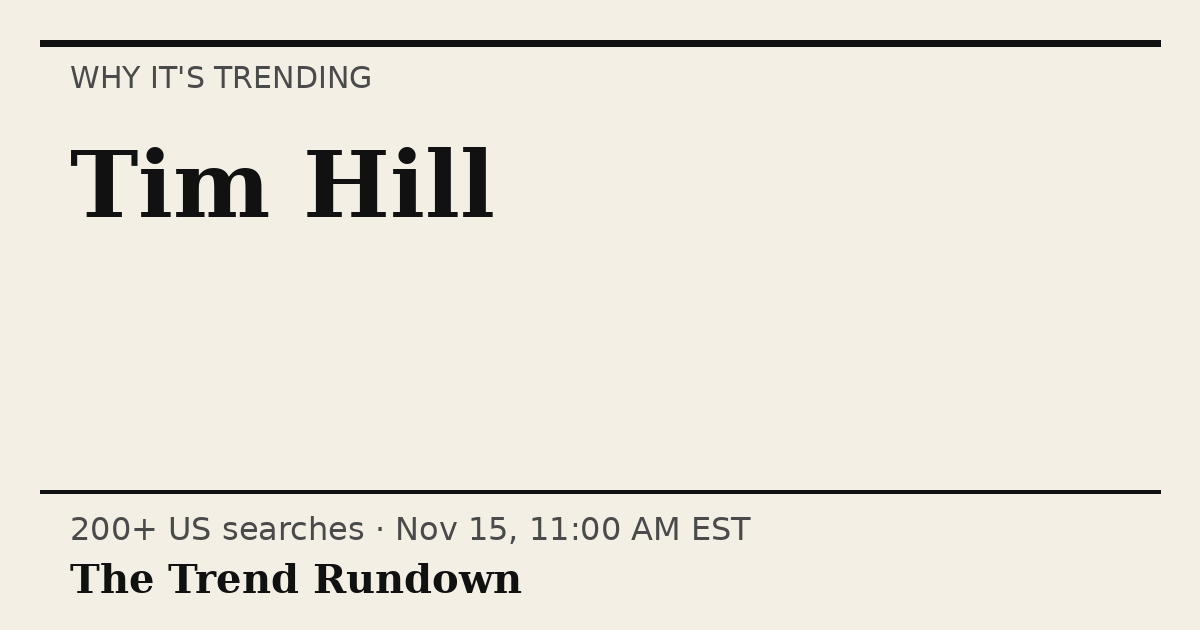 WHY IT'S TRENDING
Tim Hill
200+ US searches · Nov 15, 11:00 AM EST
The Trend Rundown